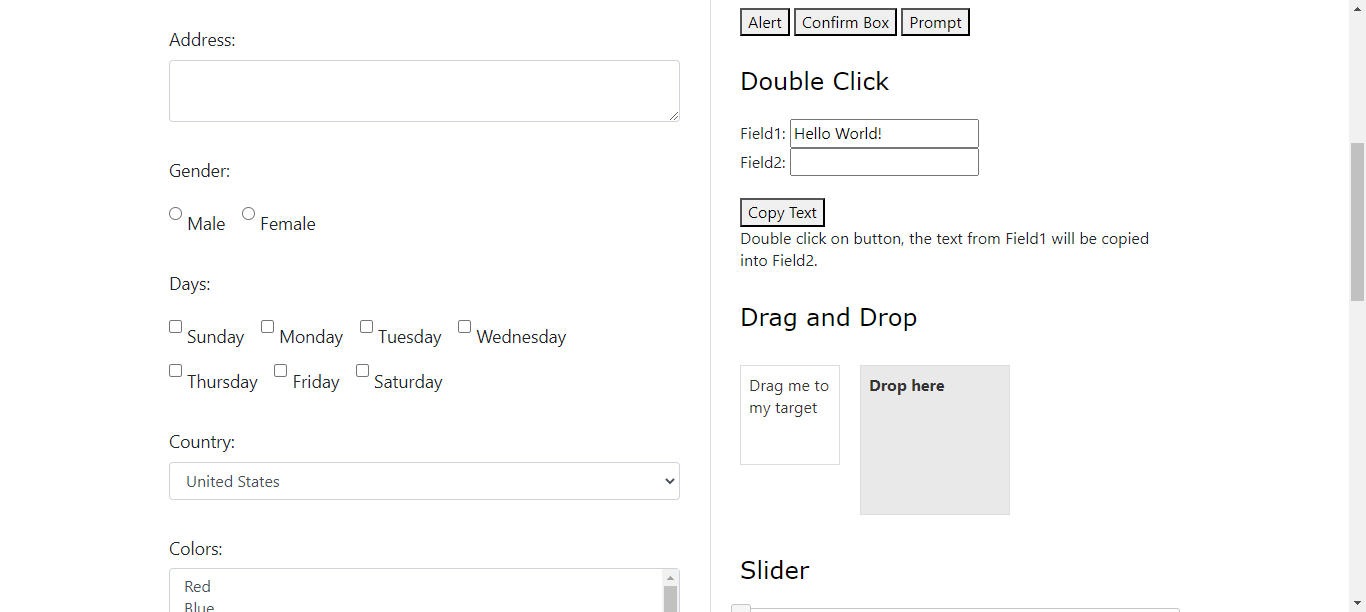 Address:
Gender:
Male Female
Days:
Sunday Monday Tuesday Wednesday
Thursday Friday Saturday
Country:
United States
Colors:
Red
Blue
Alert Confirm Box Prompt
Double Click
Field1: Hello World!
Field2:
Copy Text
Double click on button, the text from Field1 will be copied
into Field2.
Drag and Drop
Drag me to
my target
Drop here
Slider